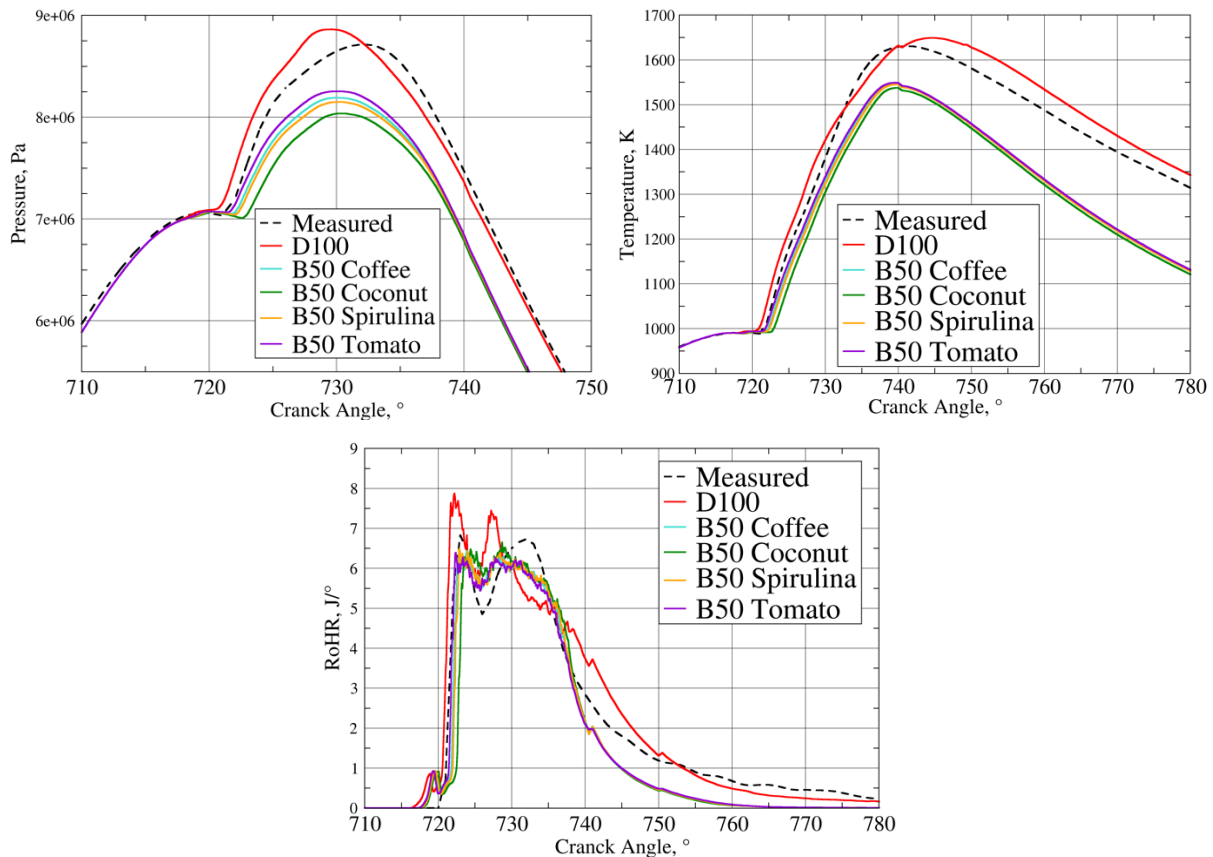 9e+06
8e+06
7e+06
6e+06
Pressure, Pa
Measured
D100
B50 Coffee
B50 Coconut
B50 Spirulina
B50 Tomato
710 720 730 740 750
Cranck Angle, °
1700
1600
1500
1400
1300
1200
1100
1000
900
Temperature, K
Measured
D100
B50 Coffee
B50 Coconut
B50 Spirulina
B50 Tomato
710 720 730 740 750 760 770 780
Cranck Angle, °
9
8
7
6
5
4
3
2
1
0
RoHR, J/°
Measured
D100
B50 Coffee
B50 Coconut
B50 Spirulina
B50 Tomato
710 720 730 740 750 760 770 780
Cranck Angle, °